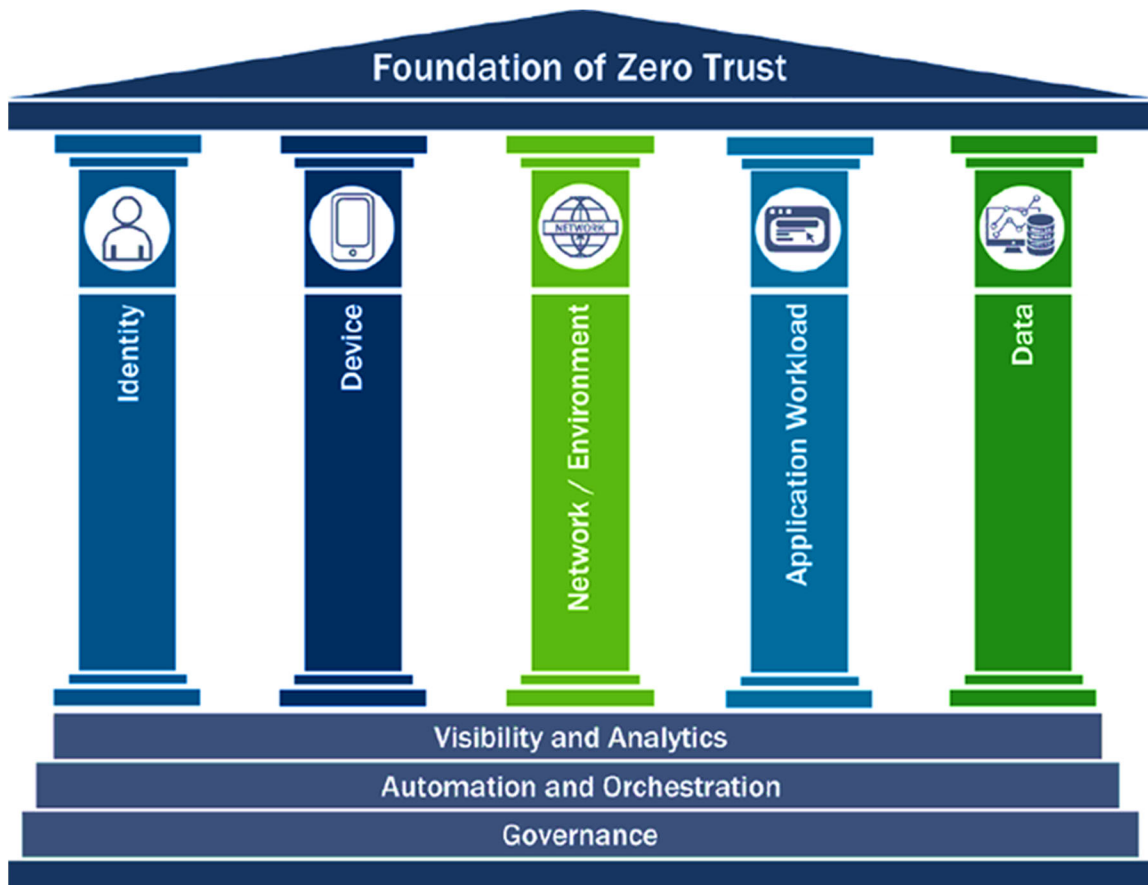 Foundation of Zero Trust
NETWORK
Identity
Device
Network / Environment
Application Workload
Data
Visibility and Analytics
Automation and Orchestration
Governance